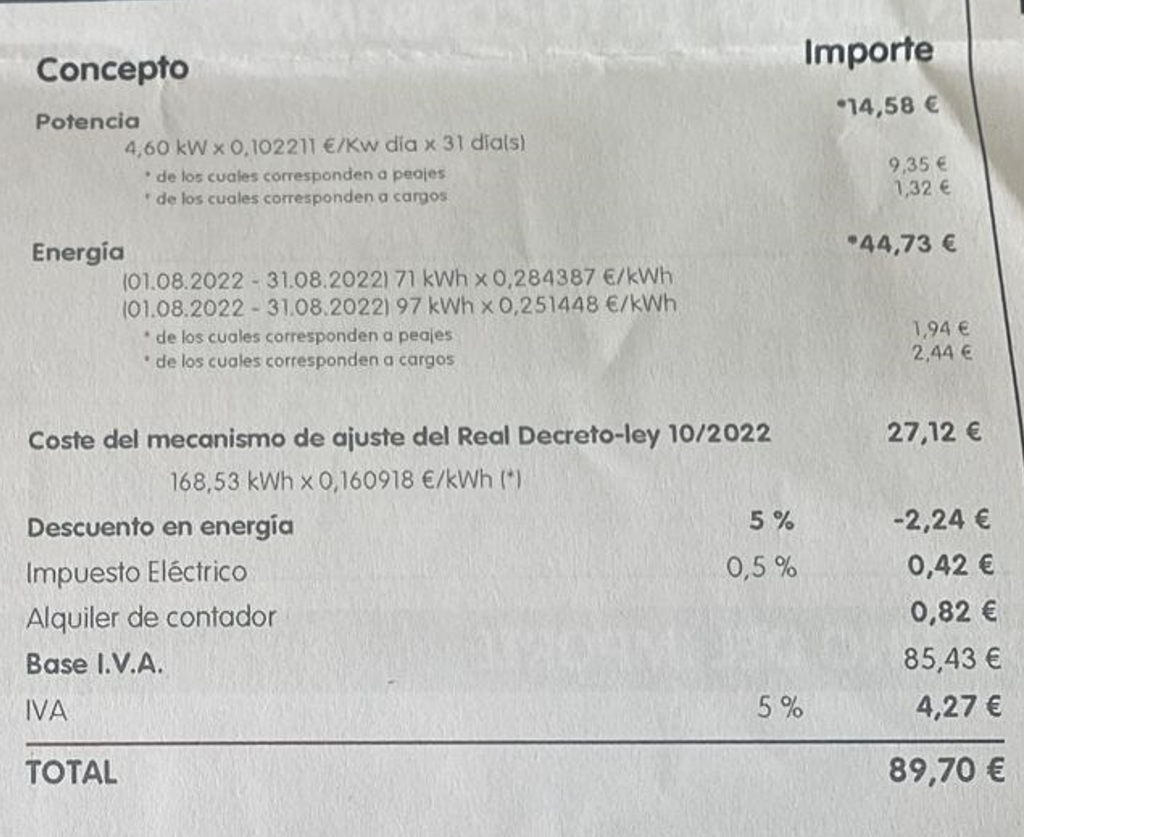 Concepto Importe
Potencia *14,58 €
4,60 kW x 0,102211 €/Kw día x 31 día(s)
* de los cuales corresponden a peajes 9,35 €
* de los cuales corresponden a cargos 1,32 €
Energía *44,73 €
(01.08.2022 - 31.08.2022) 71 kWh x 0,284387 €/kWh
(01.08.2022 - 31.08.2022) 97 kWh x 0,251448 €/kWh
* de los cuales corresponden a peajes 1,94 €
* de los cuales corresponden a cargos 2,44 €
Coste del mecanismo de ajuste del Real Decreto-ley 10/2022 27,12 €
168,53 kWh x 0,160918 €/kWh (*)
Descuento en energía 5 % -2,24 €
Impuesto Eléctrico 0,5 % 0,42 €
Alquiler de contador 0,82 €
Base I.V.A. 85,43 €
IVA 5 % 4,27 €
TOTAL 89,70 €